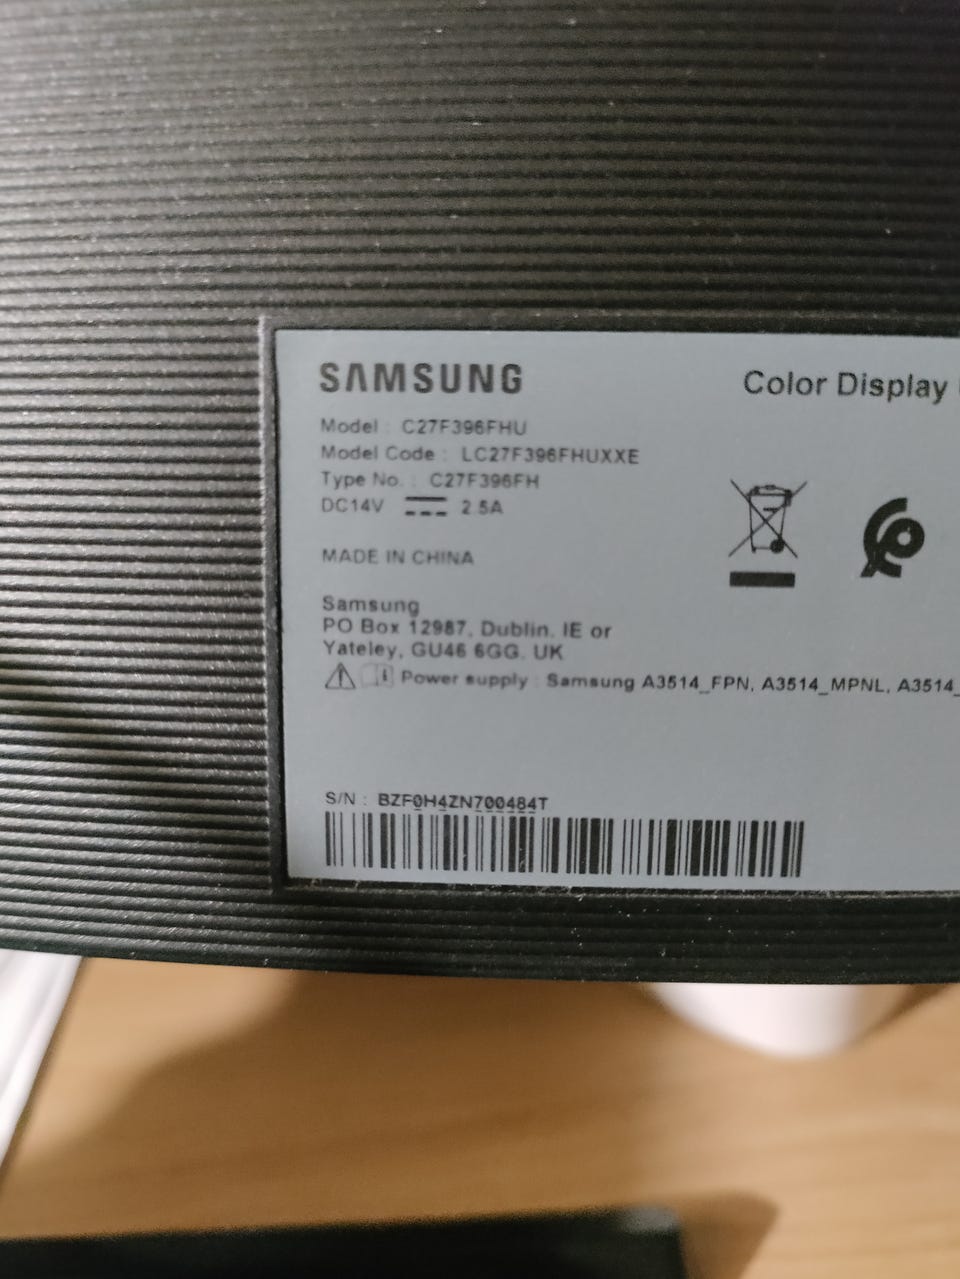 SAMSUNG
Color Display
Model : C27F396FHU
Model Code : LC27F396FHUXXE
Type No. : C27F396FH
DC14V 2.5A
MADE IN CHINA
Samsung
PO Box 12987, Dublin. IE or
Yateley, GU46 6GG. UK
Power supply : Samsung A3514_FPN, A3514_MPNL, A3514_
S/N : BZF0H4ZN700484T